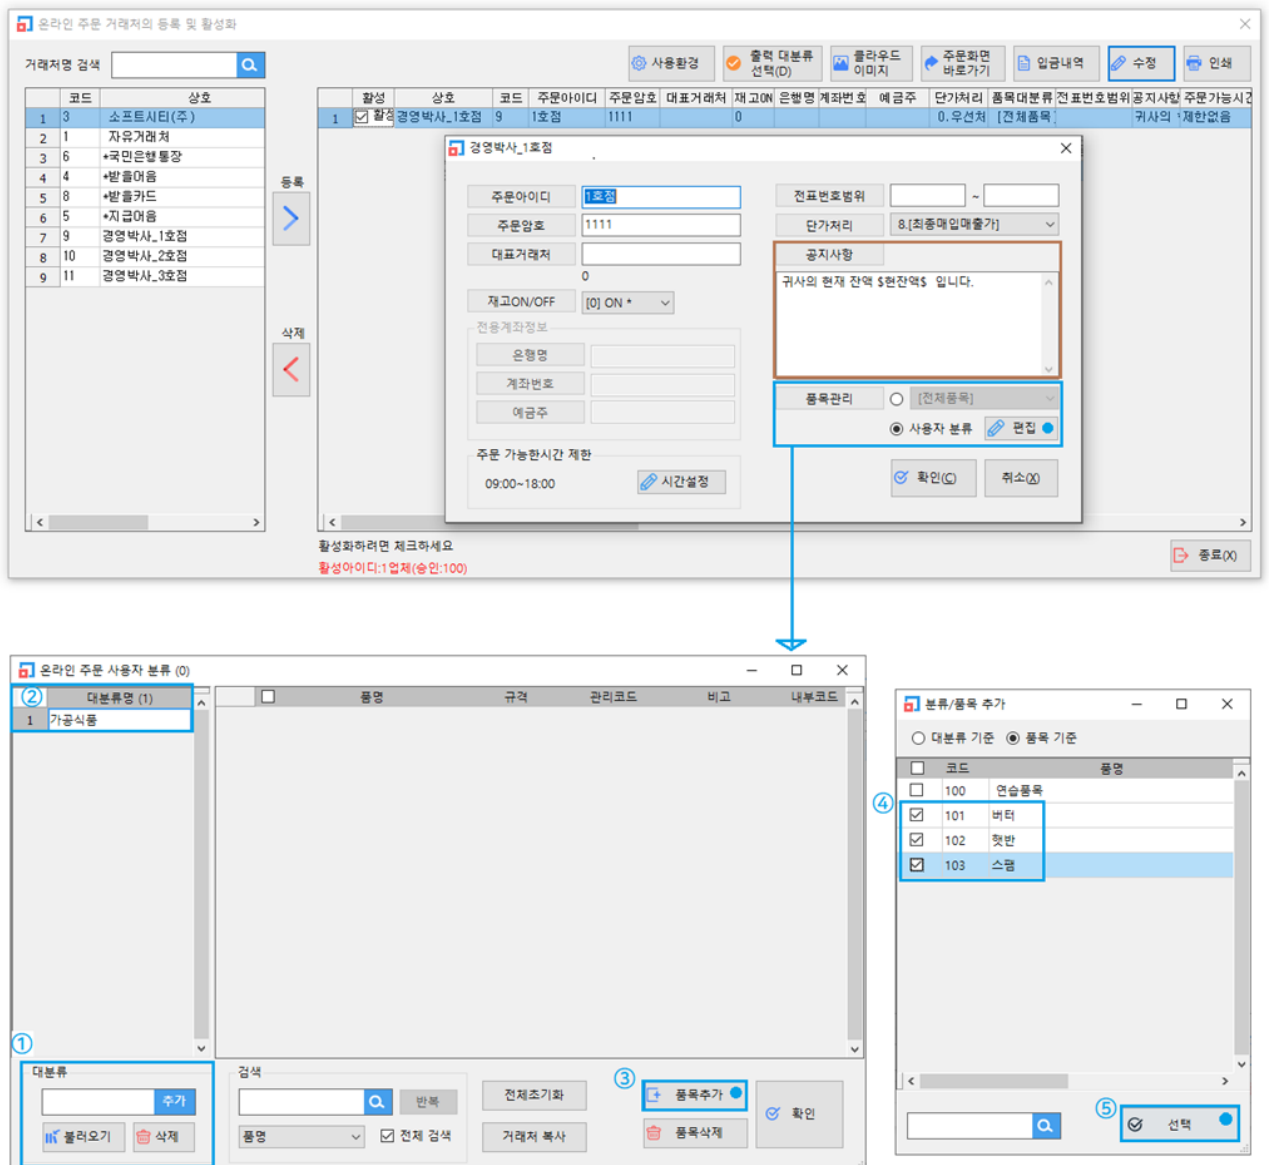 온라인 주문 거래처의 등록 및 활성화
거래처명 검색
사용환경
출력 대분류 선택(D)
클라우드 이미지
주문화면 바로가기
입금내역
수정
인쇄
코드 상호
1 3 소프트시티(주)
2 1 자유거래처
3 6 *국민은행통장
4 4 *받을어음
5 8 *받을카드
6 5 *지급어음
7 9 경영박사_1호점
8 10 경영박사_2호점
9 11 경영박사_3호점
등록
삭제
활성 상호 코드 주문아이디 주문암호 대표거래처 재고ON 은행명 계좌번호 예금주 단가처리 품목대분류 전표번호범위 공지사항 주문가능시간
1 활성 경영박사_1호점 9 1호점 1111 0 0.우선처 [전체품목] 귀사의 제한없음
경영박사_1호점
주문아이디 1호점
주문암호 1111
대표거래처
0
재고ON/OFF [0] ON *
전용계좌정보
은행명
계좌번호
예금주
주문 가능한시간 제한
09:00~18:00 시간설정
전표번호범위 ~
단가처리 8.[최종매입매출가]
공지사항
귀사의 현재 잔액 $현잔액$ 입니다.
품목관리 [전체품목]
사용자 분류 편집
확인(C) 취소(X)
활성화하려면 체크하세요
활성아이디:1업체(승인:100)
종료(X)
온라인 주문 사용자 분류 (0)
② 대분류명 (1)
1 가공식품
품명 규격 관리코드 비고 내부코드
①
대분류
추가
불러오기 삭제
검색
반복
품명 전체 검색
전체초기화
거래처 복사
③
품목추가
품목삭제
확인
분류/품목 추가
대분류 기준 품목 기준
코드 품명
100 연습품목
④
101 버터
102 햇반
103 스팸
⑤
선택